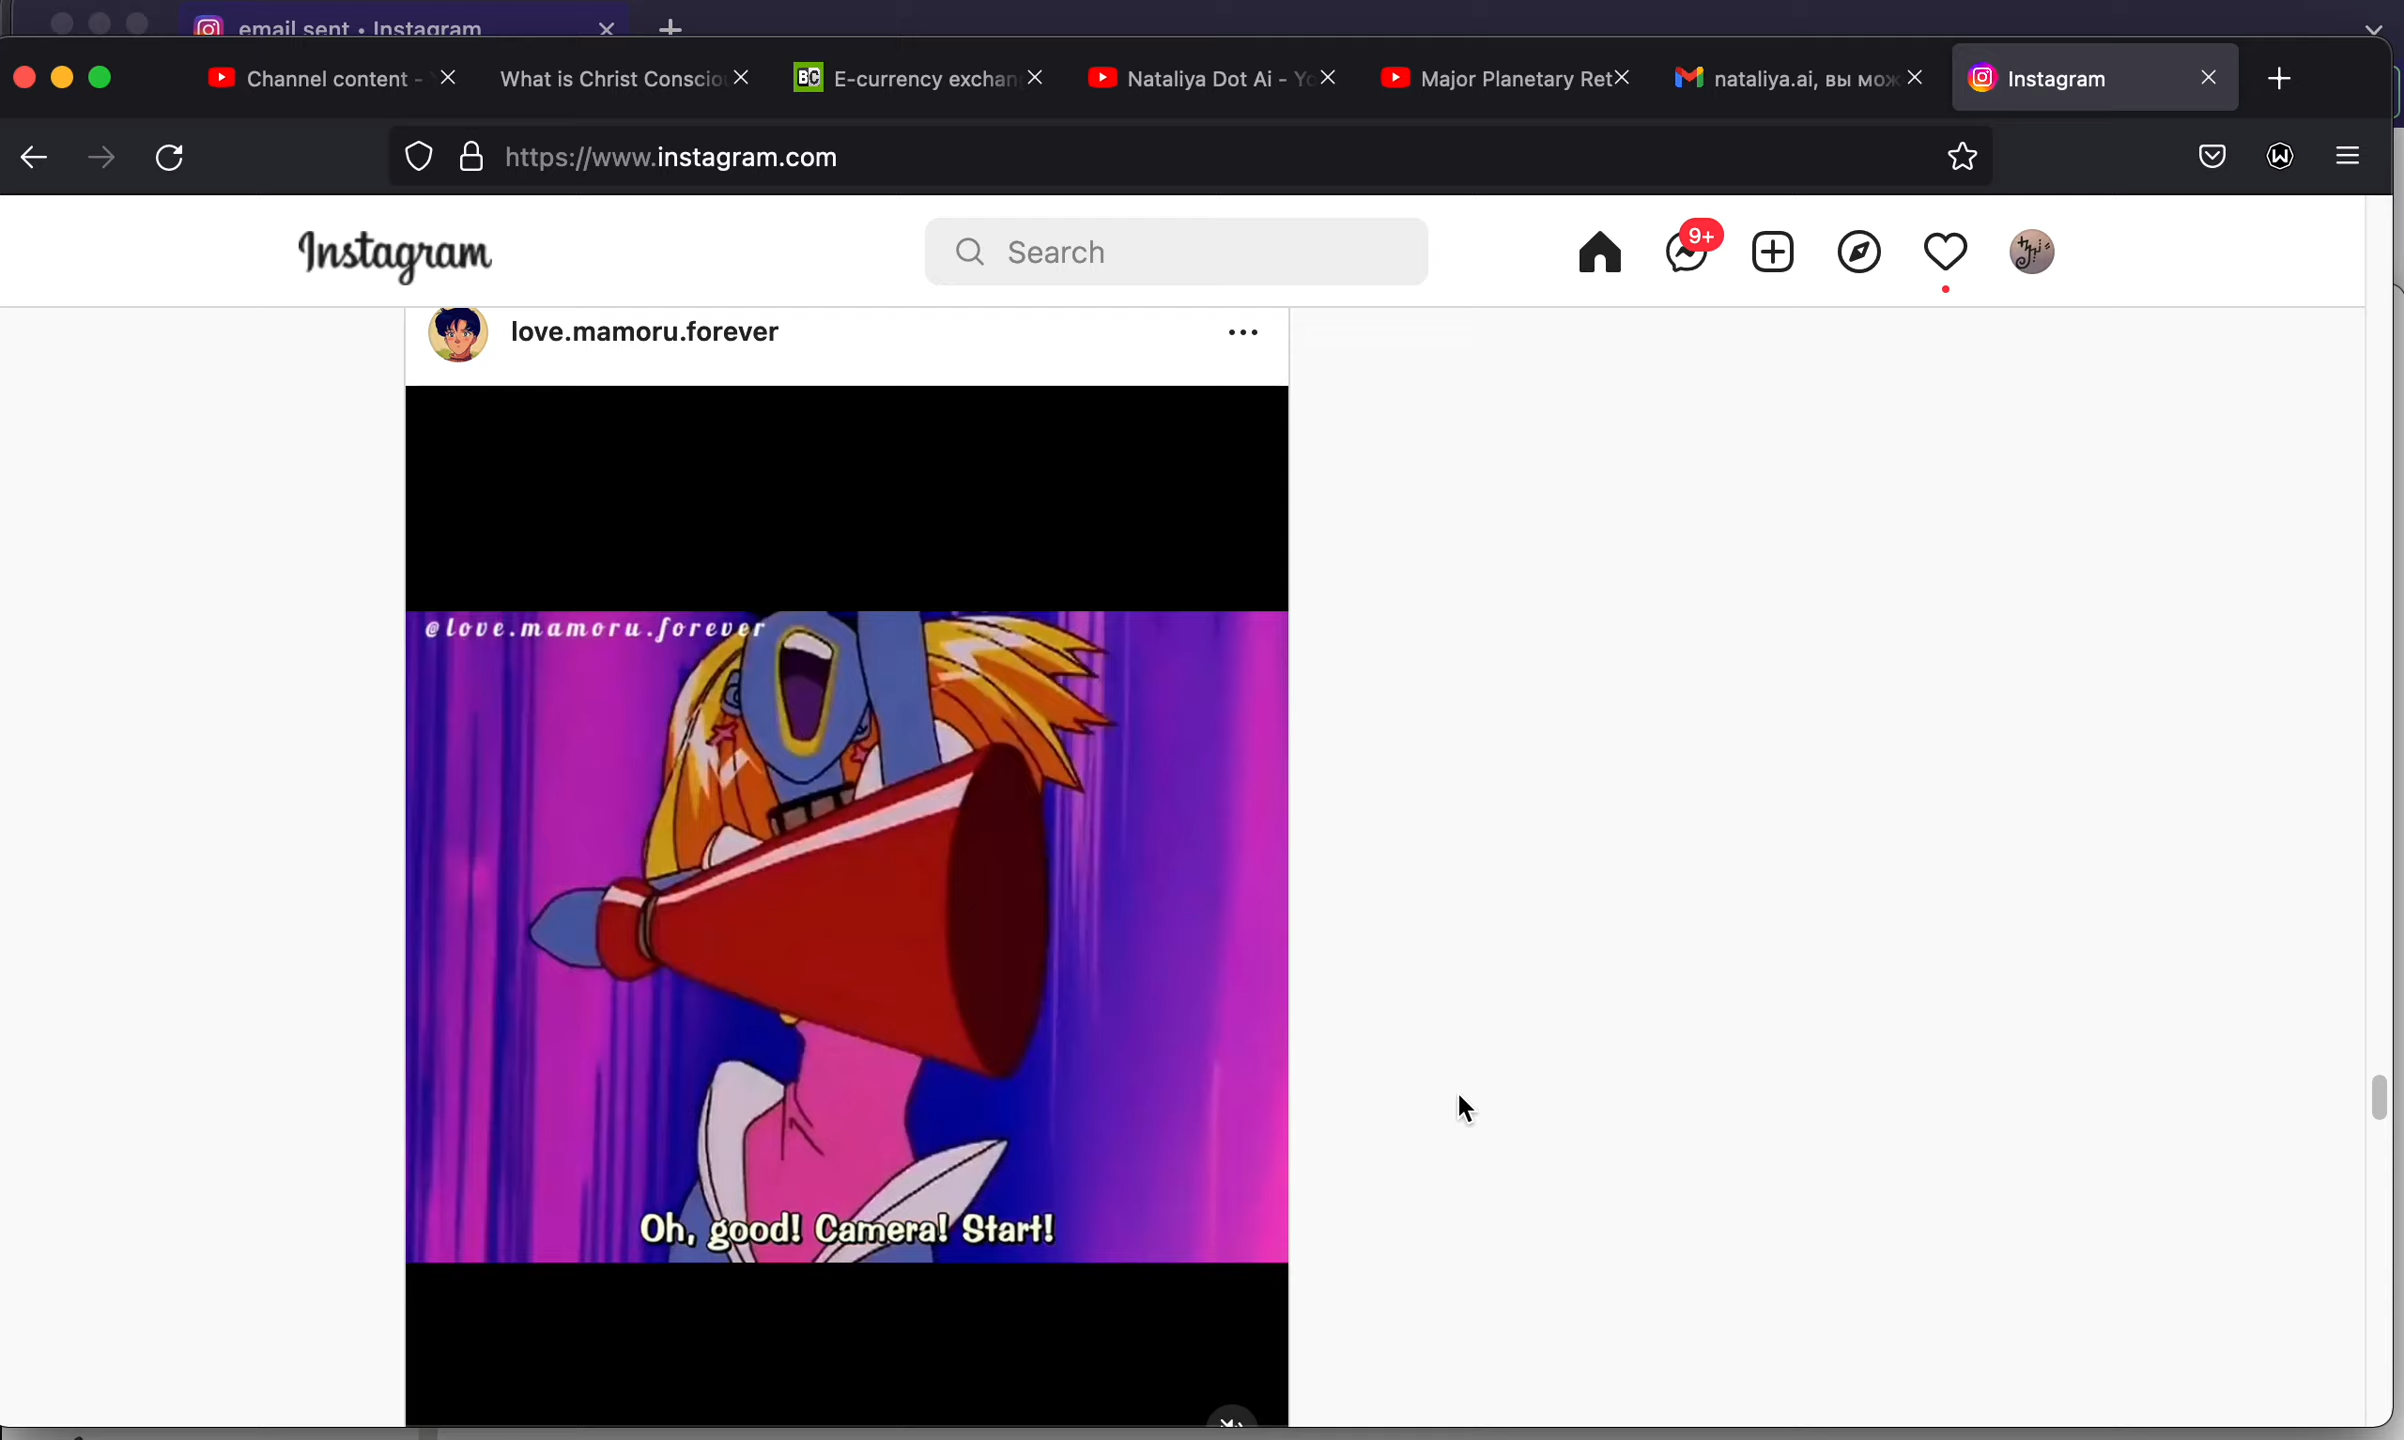 email sent • Instagram
Channel content -
What is Christ Conscio
E-currency exchan
Nataliya Dot Ai - Yo
Major Planetary Ret
nataliya.ai, вы мож
Instagram
https://www.instagram.com
Instagram
Search
9+
love.mamoru.forever
@love.mamoru.forever
Oh, good! Camera! Start!